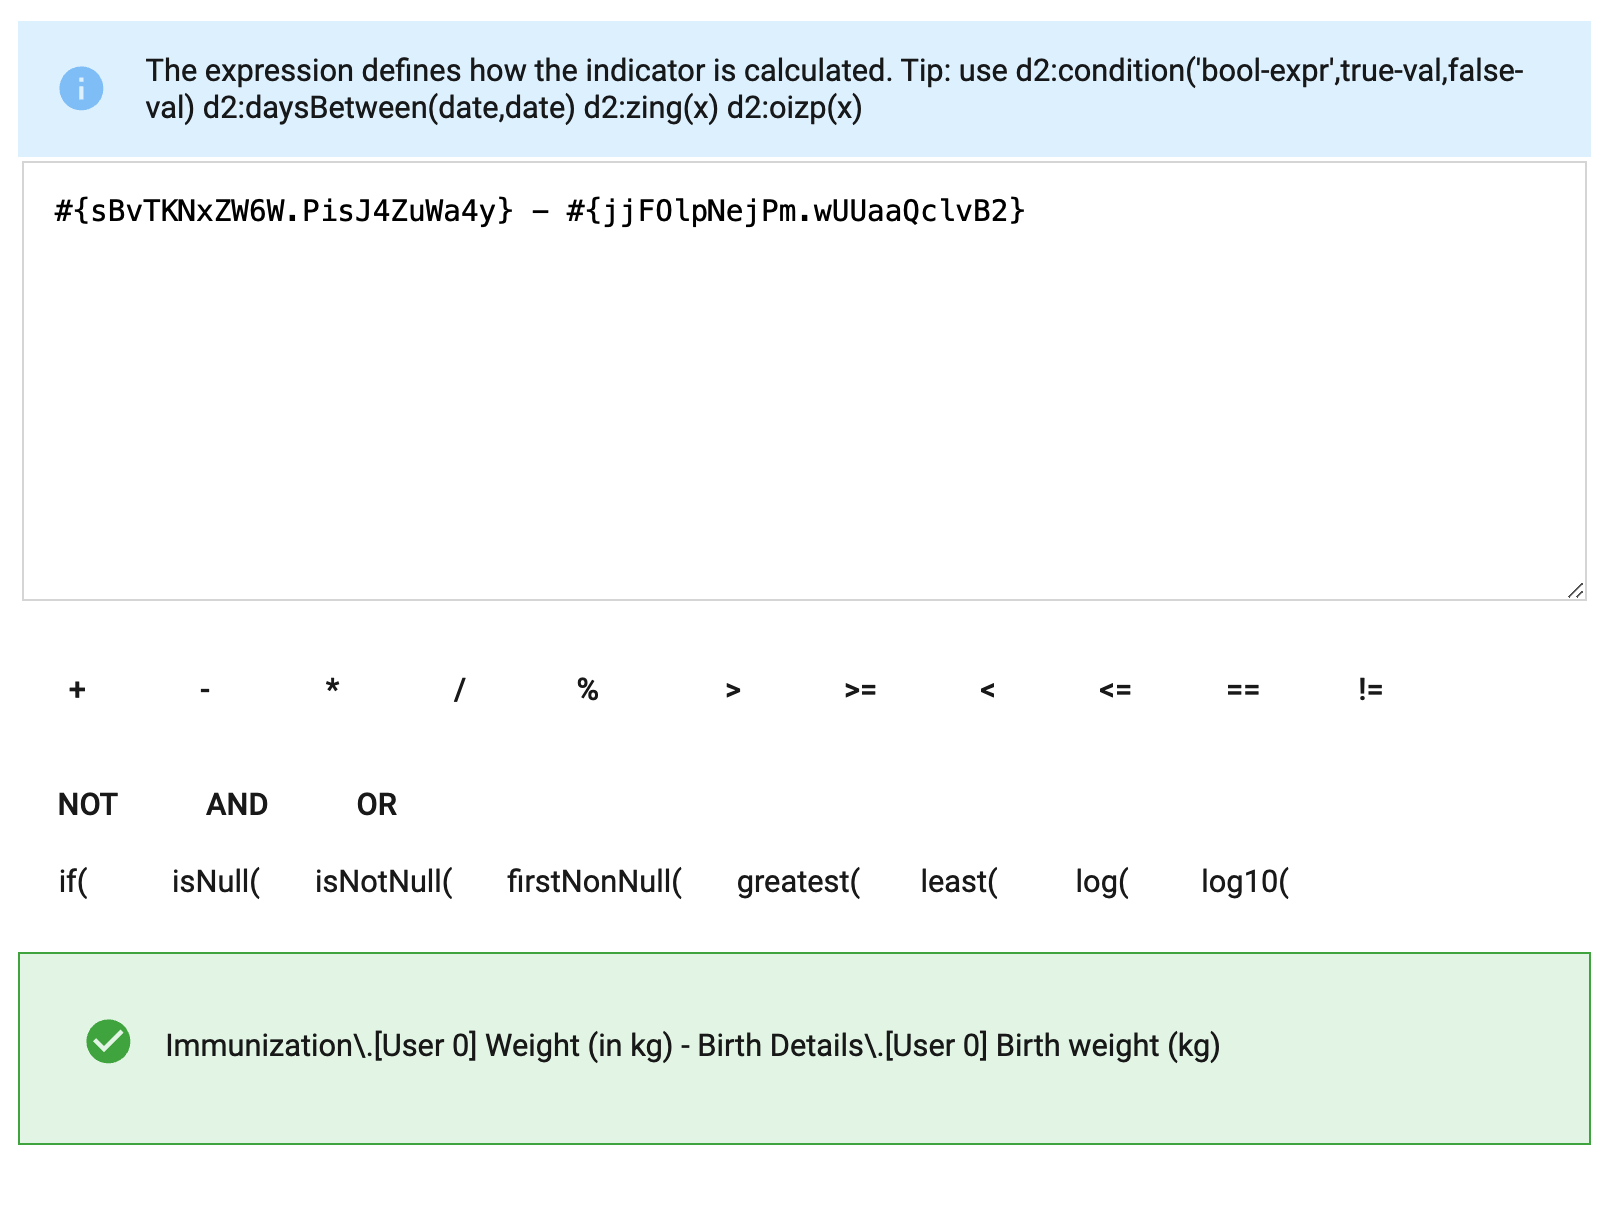 The expression defines how the indicator is calculated. Tip: use d2:condition('bool-expr',true-val,false-
val) d2:daysBetween(date,date) d2:zing(x) d2:oizp(x)
#{sBvTKNxZW6W.PisJ4ZuWa4y} - #{jjFOlpNejPm.wUUaaQclvB2}
+ - * / % > >= < <= == !=
NOT AND OR
if( isNull( isNotNull( firstNonNull( greatest( least( log( log10(
Immunization\.[User 0] Weight (in kg) - Birth Details\.[User 0] Birth weight (kg)